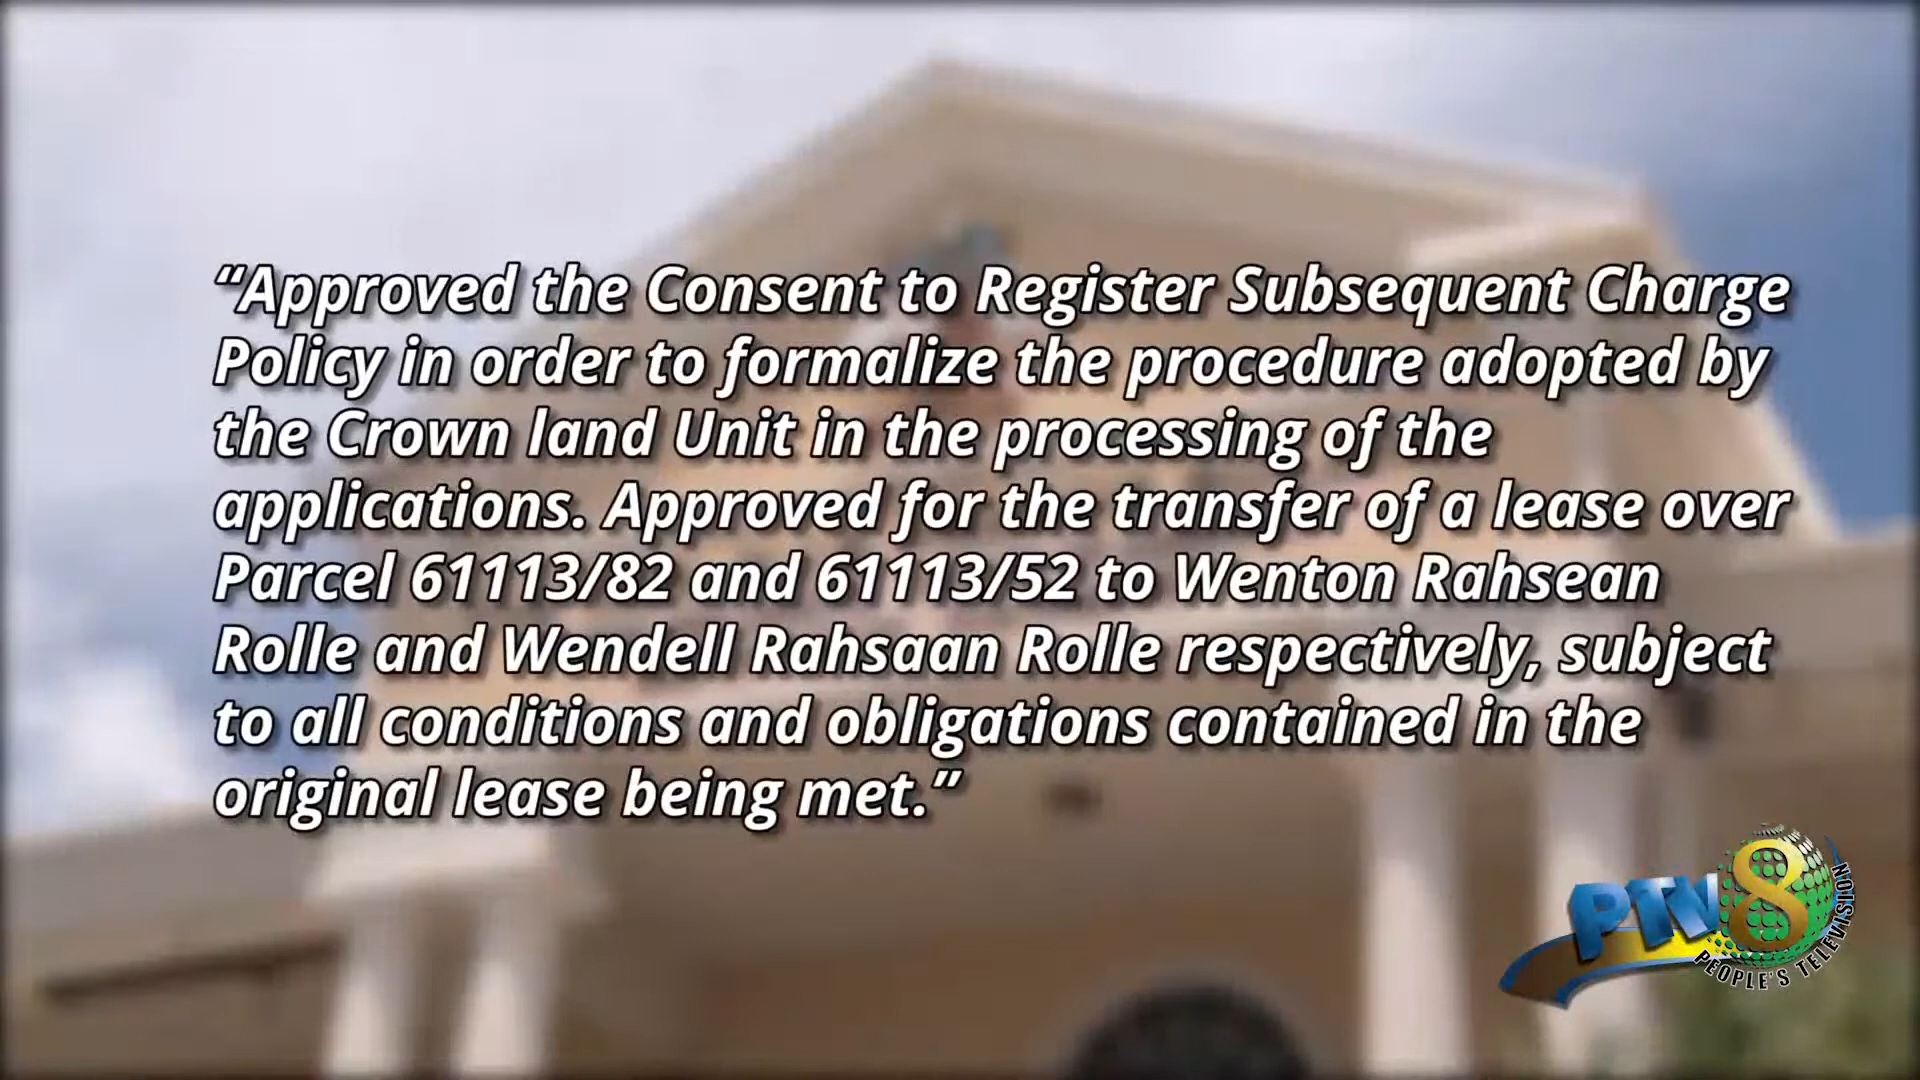 “Approved the Consent to Register Subsequent Charge
Policy in order to formalize the procedure adopted by
the Crown land Unit in the processing of the
applications. Approved for the transfer of a lease over
Parcel 61113/82 and 61113/52 to Wenton Rahsean
Rolle and Wendell Rahsaan Rolle respectively, subject
to all conditions and obligations contained in the
original lease being met.”
PTV8
PEOPLE'S TELEVISION